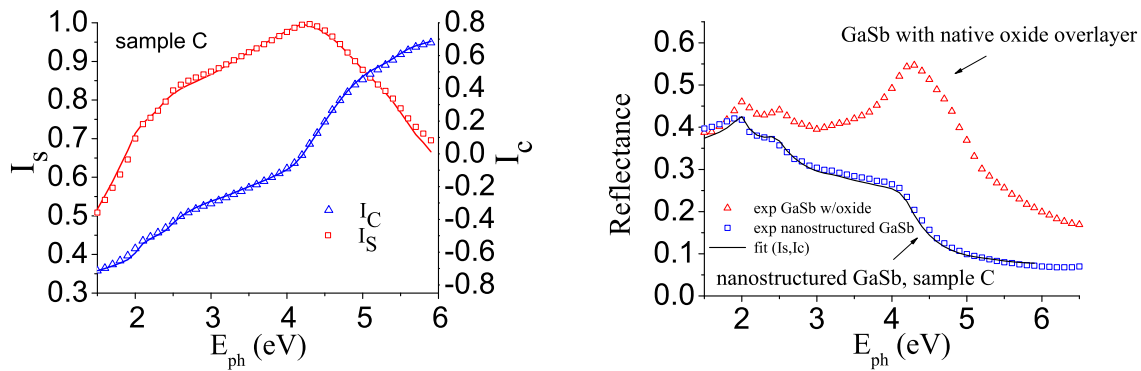 sample C
1.0
0.9
0.8
0.7
0.6
0.5
0.4
0.3
I_S
0.8
0.6
0.4
0.2
0.0
-0.2
-0.4
-0.6
-0.8
I_C
I_C
I_S
2 3 4 5 6
E_ph (eV)
GaSb with native oxide overlayer
0.6
0.5
0.4
0.3
0.2
0.1
0.0
Reflectance
exp GaSb w/oxide
exp nanostructured GaSb
fit (Is,Ic)
nanostructured GaSb, sample C
2 3 4 5 6
E_ph (eV)